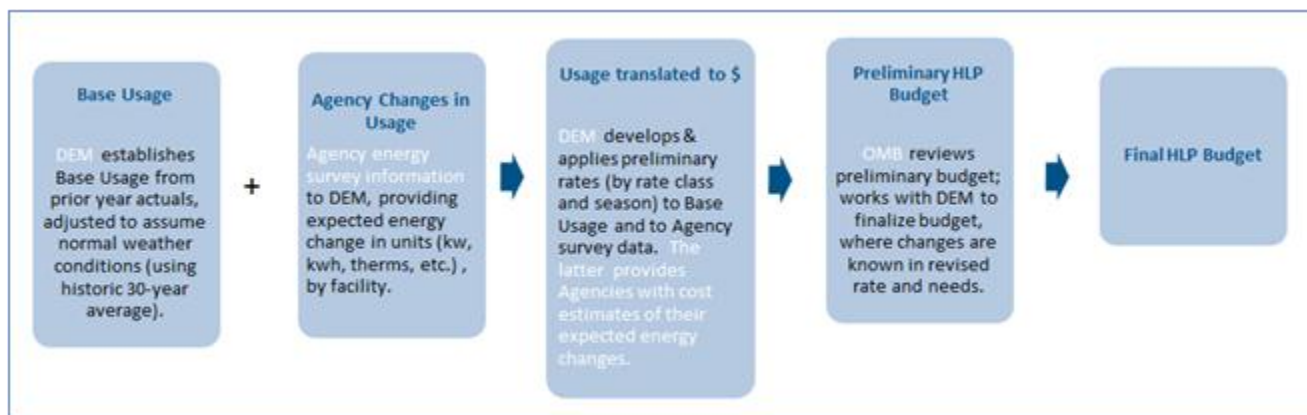 Base Usage
DEM establishes
Base Usage from
prior year actuals,
adjusted to assume
normal weather
conditions (using
historic 30-year
average).
+
Agency Changes in
Usage
Agency energy
survey information
to DEM, providing
expected energy
change in units (kw,
kwh, therms, etc.) ,
by facility.
Usage translated to $
DEM develops &
applies preliminary
rates (by rate class
and season) to Base
Usage and to Agency
survey data. The
latter provides
Agencies with cost
estimates of their
expected energy
changes.
Preliminary HLP
Budget
OMB reviews
preliminary budget;
works with DEM to
finalize budget,
where changes are
known in revised
rate and needs.
Final HLP Budget